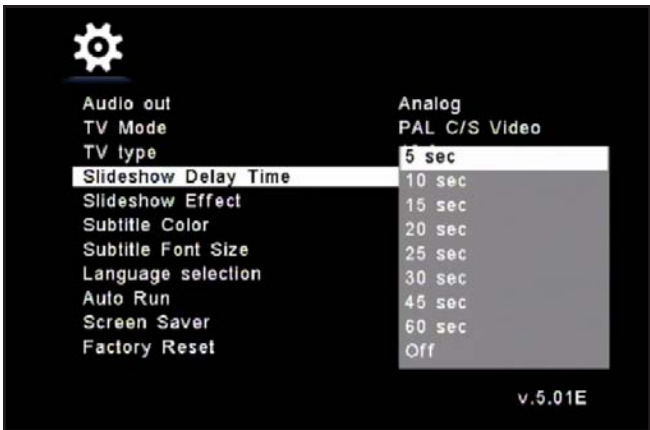 Audio out Analog
TV Mode PAL C/S Video
TV type
5 sec
Slideshow Delay Time
10 sec
Slideshow Effect 15 sec
Subtitle Color 20 sec
Subtitle Font Size 25 sec
Language selection 30 sec
Auto Run 45 sec
Screen Saver 60 sec
Factory Reset Off
v.5.01E